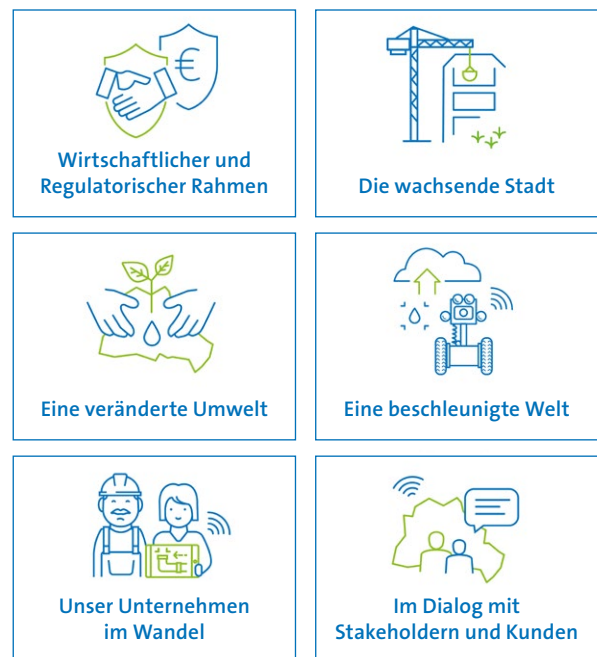 €
Wirtschaftlicher und
Regulatorischer Rahmen
Die wachsende Stadt
Eine veränderte Umwelt
Eine beschleunigte Welt
Unser Unternehmen
im Wandel
Im Dialog mit
Stakeholdern und Kunden